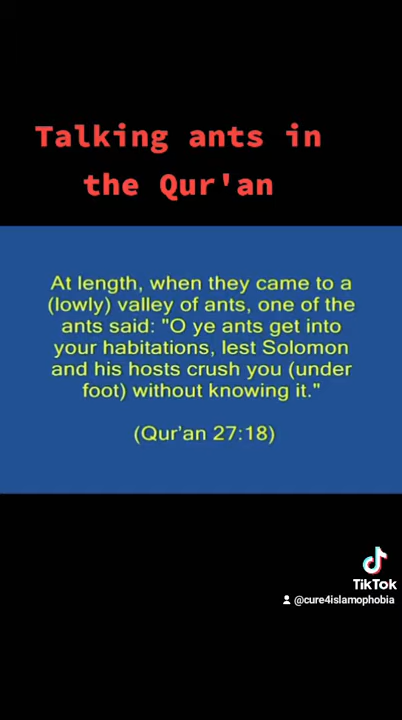 Talking ants in
the Qur'an
At length, when they came to a
(lowly) valley of ants, one of the
ants said: "O ye ants get into
your habitations, lest Solomon
and his hosts crush you (under
foot) without knowing it."
(Qur'an 27:18)
TikTok
@cure4islamophobia